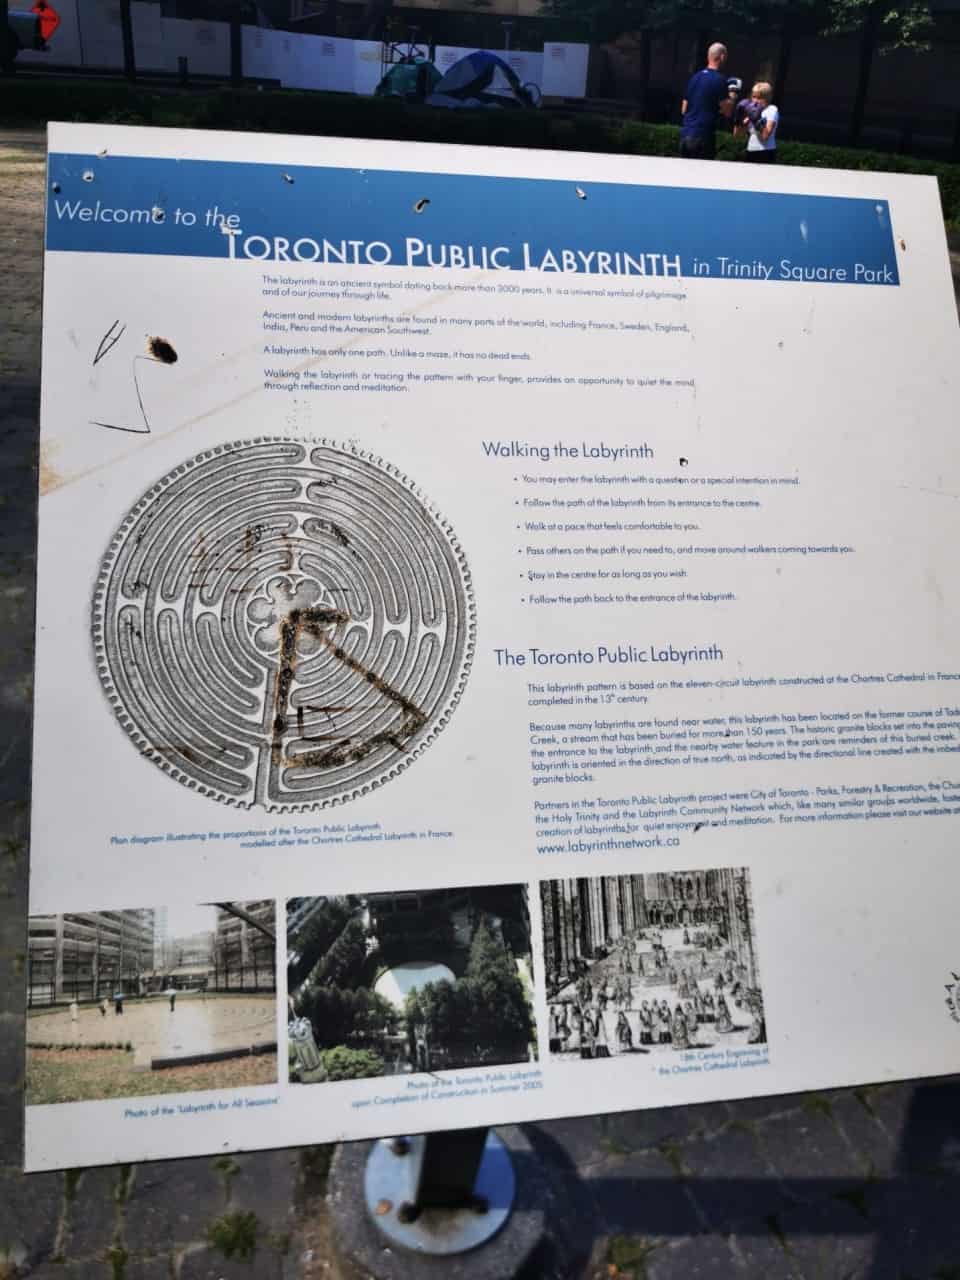 Welcome to the
TORONTO PUBLIC LABYRINTH in Trinity Square Park
The labyrinth is an ancient symbol dating back more than 3000 years. It is a universal symbol of pilgrimage
and of our journey through life.
Ancient and modern labyrinths are found in many parts of the world, including France, Sweden, England,
India, Peru and the American Southwest.
A labyrinth has only one path. Unlike a maze, it has no dead ends.
Walking the labyrinth or tracing the pattern with your finger, provides an opportunity to quiet the mind
through reflection and meditation.
Walking the Labyrinth
• You may enter the labyrinth with a question or a special intention in mind.
• Follow the path of the labyrinth from its entrance to the centre.
• Walk at a pace that feels comfortable to you.
• Pass others on the path if you need to, and move around walkers coming towards you.
• Stay in the centre for as long as you wish.
• Follow the path back to the entrance of the labyrinth.
The Toronto Public Labyrinth
This labyrinth pattern is based on the eleven-circuit labyrinth constructed at the Chartres Cathedral in France
completed in the 13th century.
Because many labyrinths are found near water, this labyrinth has been located on the former course of
Creek, a stream that has been buried for more than 150 years. The historic granite blocks set into the paving
the entrance to the labyrinth and the nearby water feature in the park are reminders of this buried creek.
labyrinth is oriented in the direction of true north, as indicated by the directional line created with the
granite blocks.
Partners in the Toronto Public Labyrinth project were City of Toronto - Parks, Forestry & Recreation, the
the Holy Trinity and the Labyrinth Community Network which, like many similar groups worldwide,
creation of labyrinths for quiet enjoyment and meditation. For more information please visit our website
www.labyrinthnetwork.ca
Plan diagram illustrating the proportions of the Toronto Public Labyrinth
modelled after the Chartres Cathedral Labyrinth in France
Photo of the 'Labyrinth for All Seasons'
Photo of the Toronto Public Labyrinth
upon Completion of Construction in Summer 2005
18th Century Engraving of
the Chartres Cathedral Labyrinth